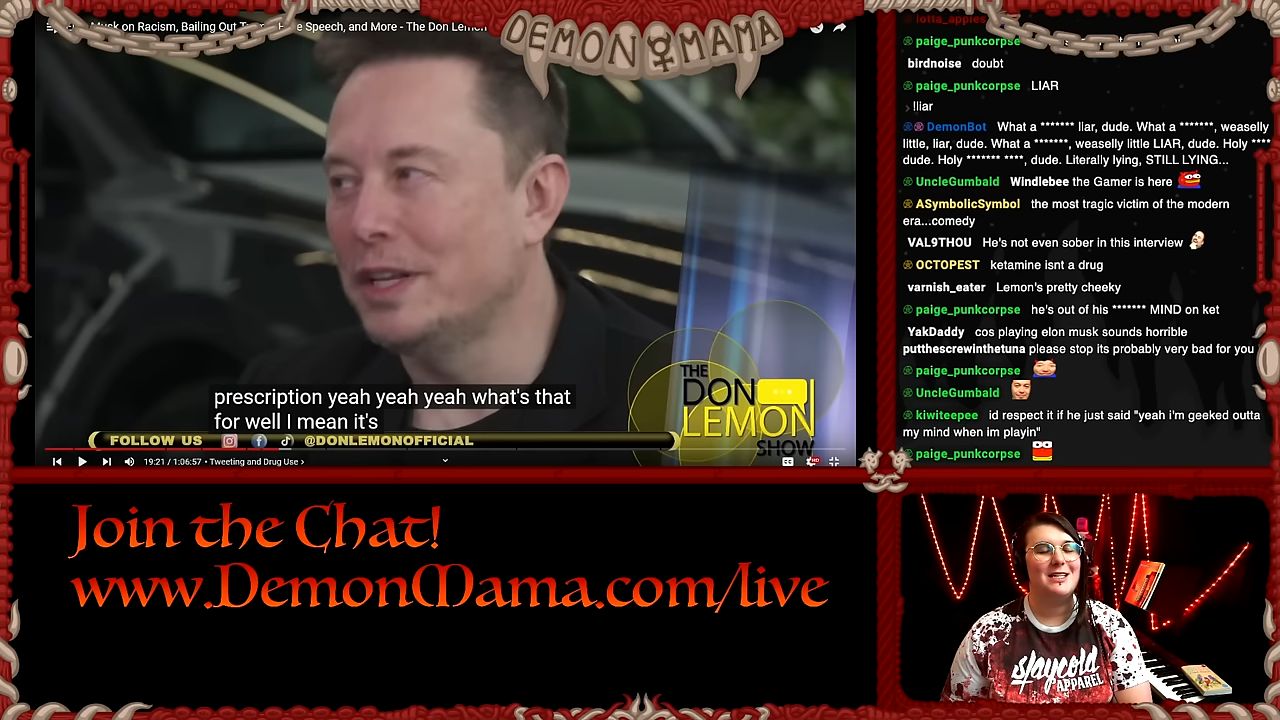 Musk on Racism, Bailing Out
Speech, and More - The Don Lemon
DEMON MAMA
prescription yeah yeah yeah what's that
for well I mean it's
THE
DON
LEMON
SHOW
FOLLOW US @DONLEMONOFFICIAL
19:21 / 1:06:57 • Tweeting and Drug Use ›
lotta_apples
paige_punkcorpse
birdnoise doubt
paige_punkcorpse LIAR
› !liar
DemonBot What a ******* liar, dude. What a *******, weaselly
little, liar, dude. What a *******, weaselly little LIAR, dude. Holy ****
dude. Holy ******* ****, dude. Literally lying, STILL LYING...
UncleGumbald Windlebee the Gamer is here
ASymbolicSymbol the most tragic victim of the modern
era...comedy
VAL9THOU He's not even sober in this interview
OCTOPEST ketamine isnt a drug
varnish_eater Lemon's pretty cheeky
paige_punkcorpse he's out of his ******* MIND on ket
YakDaddy cos playing elon musk sounds horrible
putthescrewinthetuna please stop its probably very bad for you
paige_punkcorpse
UncleGumbald
kiwiteepee id respect it if he just said "yeah i'm geeked outta
my mind when im playin"
paige_punkcorpse
Join the Chat!
www.DemonMama.com/live
staycold
APPAREL